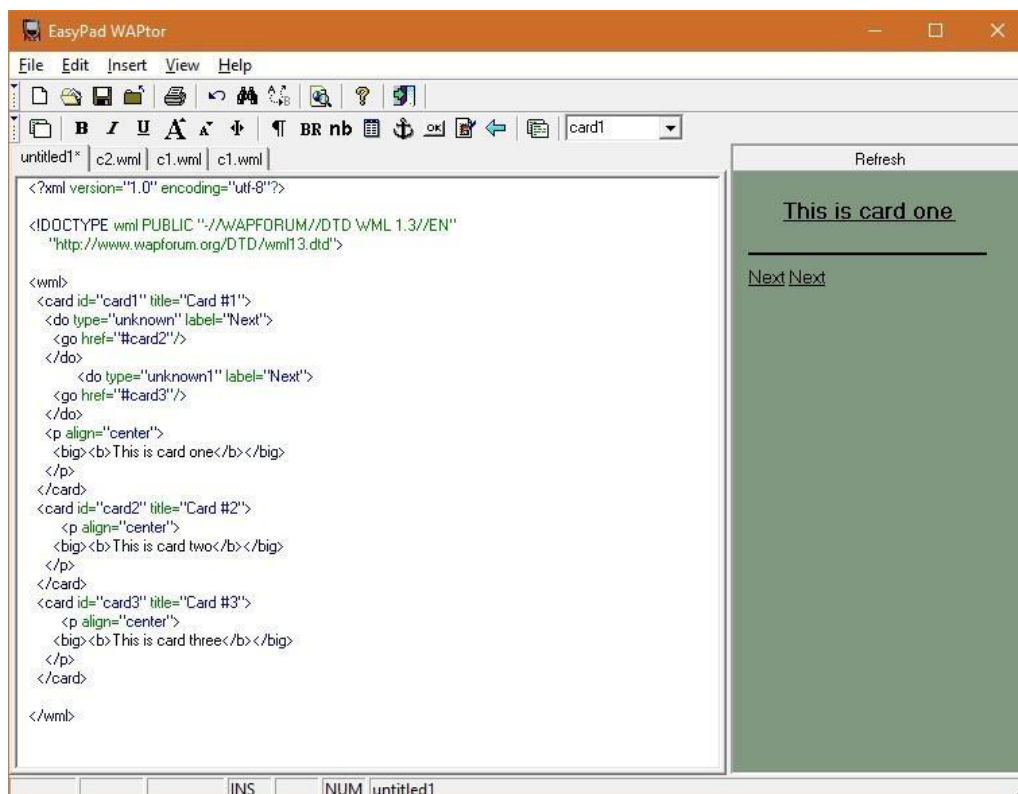 EasyPad WAPtor
File Edit Insert View Help
B I U A A ¶ BR nb OK card1
untitled1* c2.wml c1.wml c1.wml
Refresh
<?xml version="1.0" encoding="utf-8"?>
<!DOCTYPE wml PUBLIC "-//WAPFORUM//DTD WML 1.3//EN"
"http://www.wapforum.org/DTD/wml13.dtd">
<wml>
<card id="card1" title="Card #1">
<do type="unknown" label="Next">
<go href="#card2"/>
</do>
<do type="unknown1" label="Next">
<go href="#card3"/>
</do>
<p align="center">
<big><b>This is card one</b></big>
</p>
</card>
<card id="card2" title="Card #2">
<p align="center">
<big><b>This is card two</b></big>
</p>
</card>
<card id="card3" title="Card #3">
<p align="center">
<big><b>This is card three</b></big>
</p>
</card>
</wml>
This is card one
Next Next
INS NUM untitled1